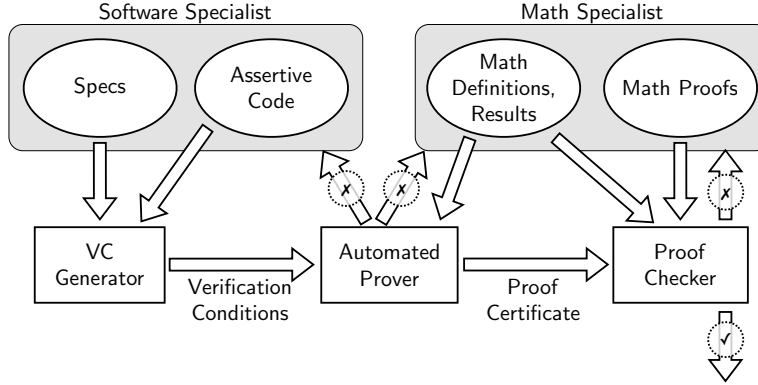 Software Specialist
Math Specialist
Specs
Assertive
Code
Math
Definitions,
Results
Math Proofs
✗
✗
✗
VC
Generator
Verification
Conditions
Automated
Prover
Proof
Certificate
Proof
Checker
✓